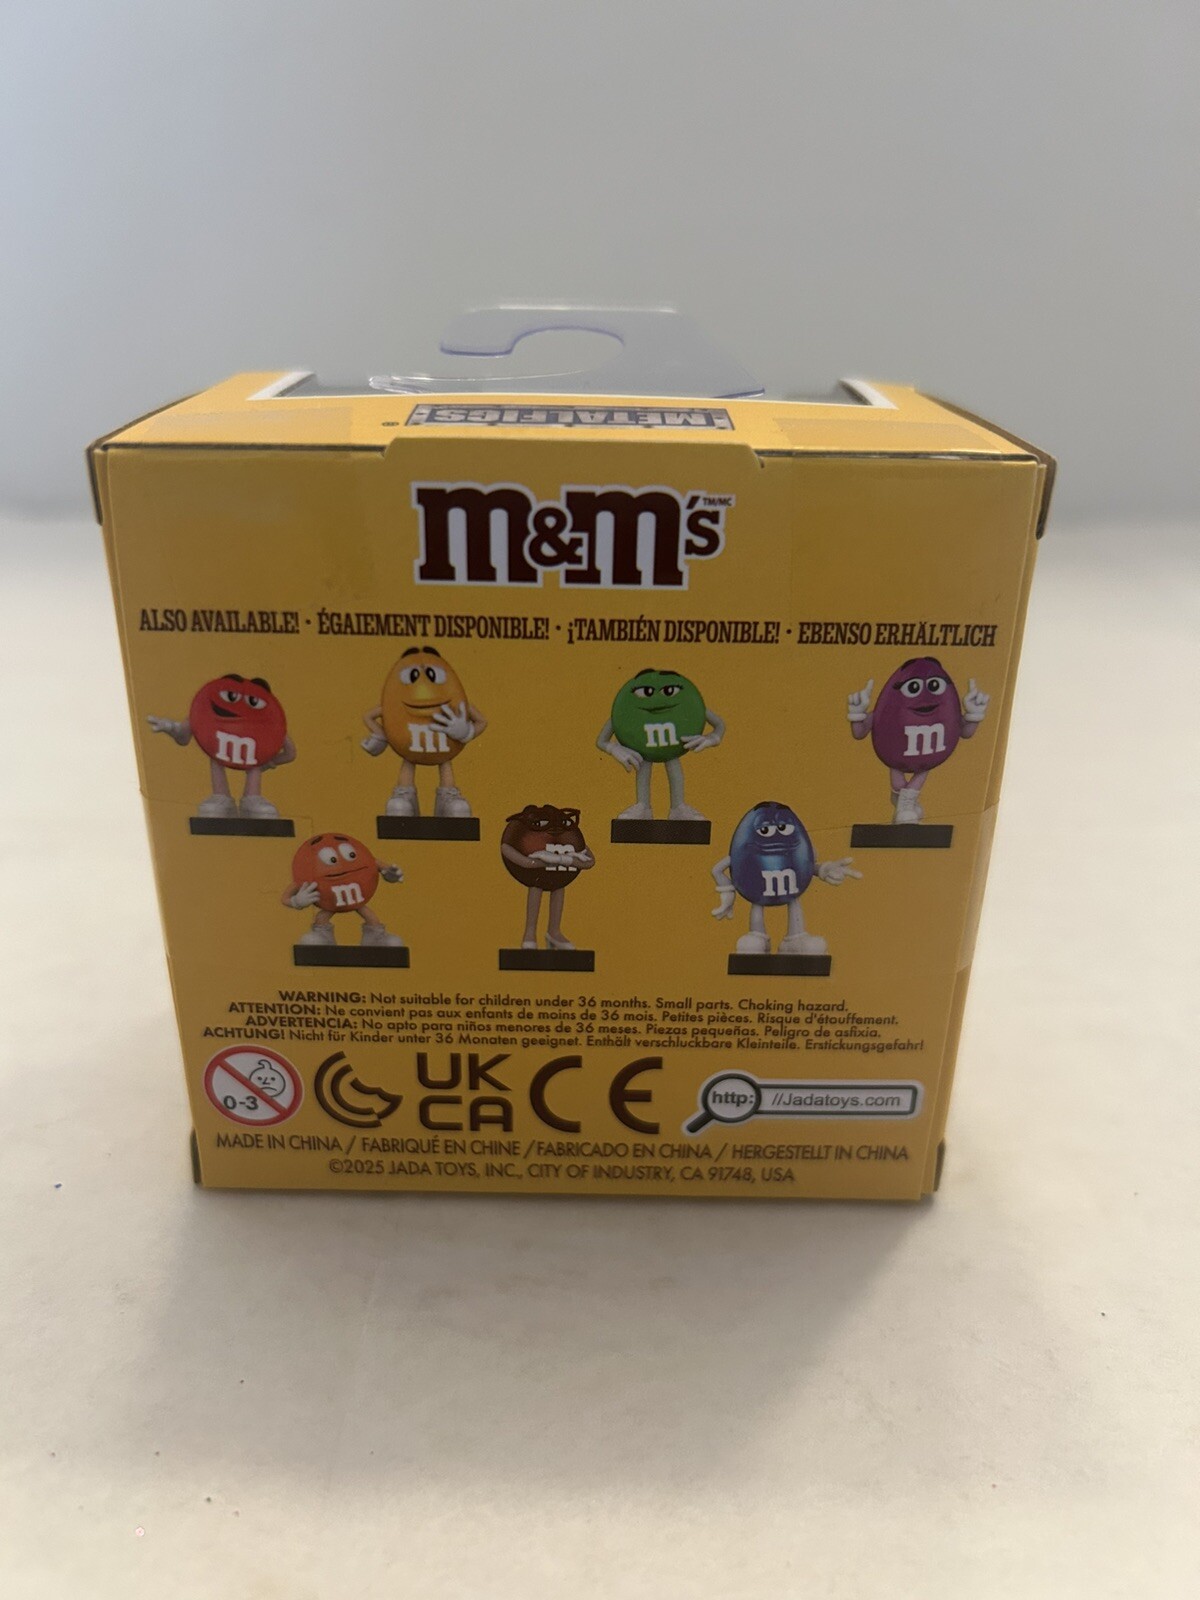 METALFIGS
®
m&m's TM/MC
ALSO AVAILABLE! • ÉGAIEMENT DISPONIBLE! • ¡TAMBIÉN DISPONIBLE! • EBENSO ERHÄLTLICH
m m m m
m m m
WARNING: Not suitable for children under 36 months. Small parts. Choking hazard.
ATTENTION: Ne convient pas aux enfants de moins de 36 mois. Petites pièces. Risque d'étouffement.
ADVERTENCIA: No apto para niños menores de 36 meses. Piezas pequeñas. Peligro de asfixia.
ACHTUNG! Nicht für Kinder unter 36 Monaten geeignet. Enthält verschluckbare Kleinteile. Erstickungsgefahr!
0-3
UK
CA
CE
http: //Jadatoys.com
MADE IN CHINA / FABRIQUÉ EN CHINE / FABRICADO EN CHINA / HERGESTELLT IN CHINA
©2025 JADA TOYS, INC., CITY OF INDUSTRY, CA 91748, USA